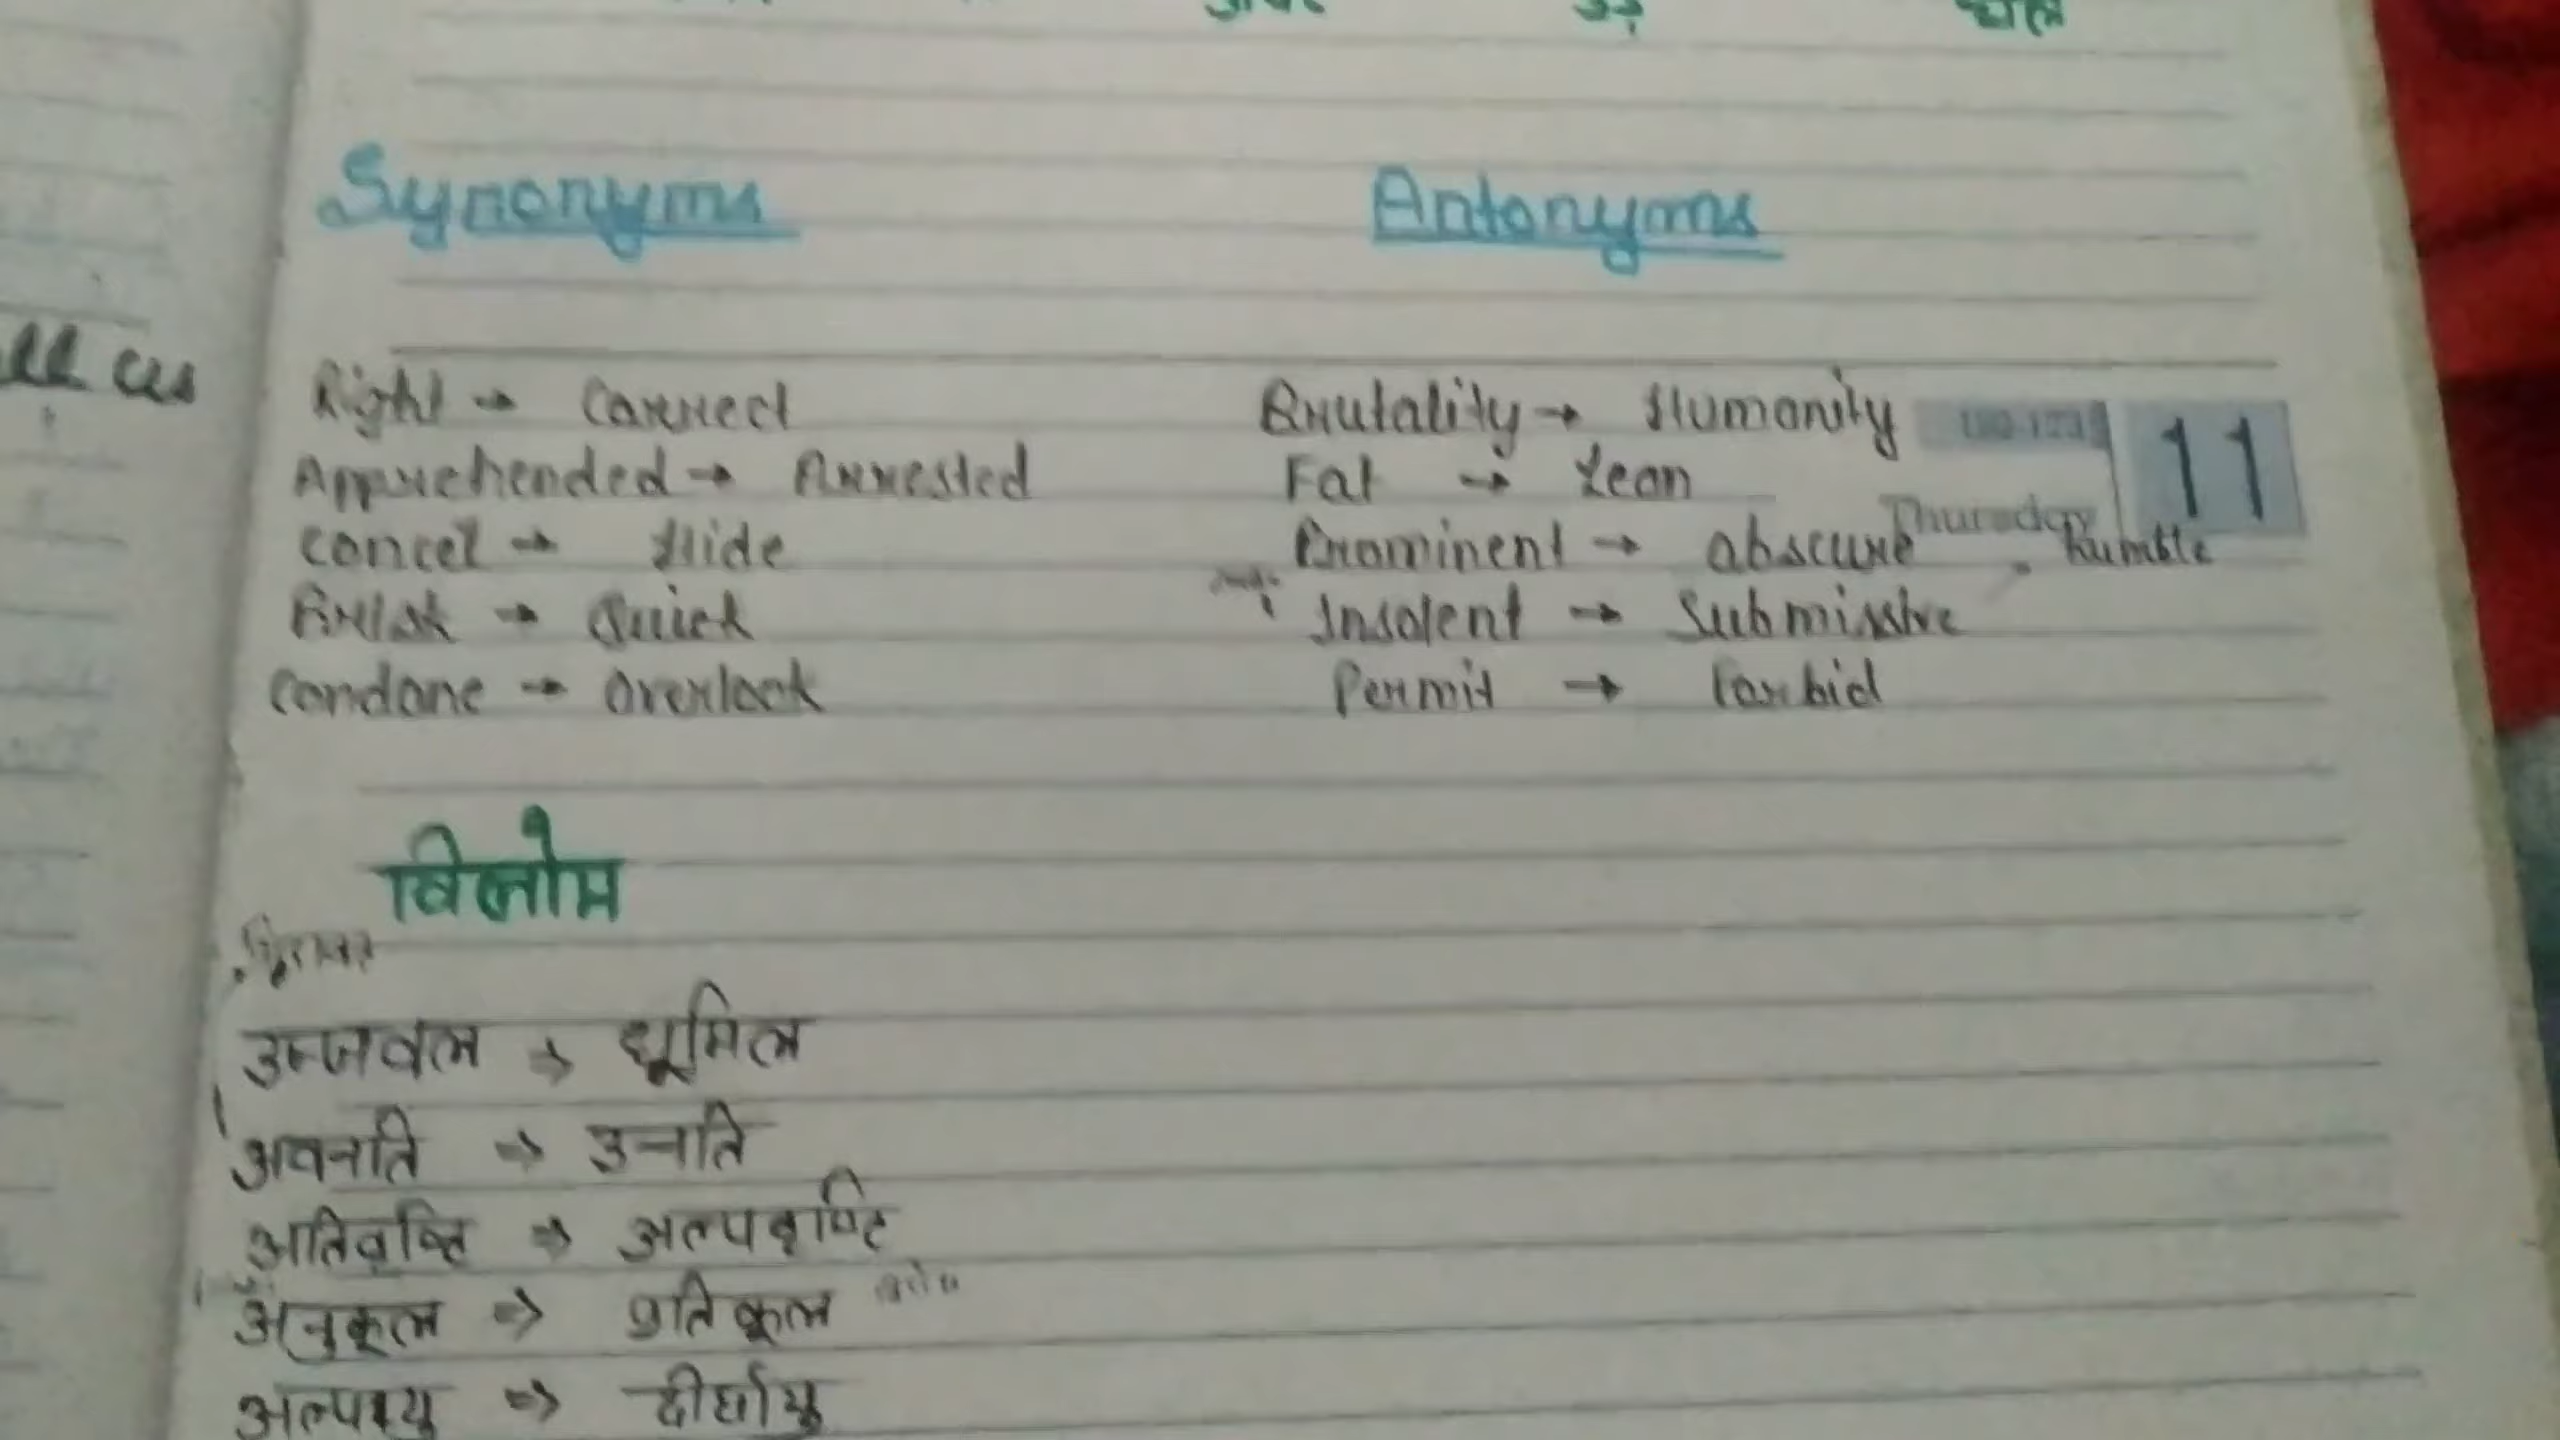 Synonyms Antonyms
Right → Correct Brutality → Humanity 11
Apprehended → Arrested Fat → Lean
Concel → Hide Prominent → obscure Thursday humble
Brisk → Quick Insolent → Submissive
Condone → Overlook Permit → Forbid
विलोम
उज्जवल ⇒ धूमिल
अवनति ⇒ उन्नति
अतिवृष्टि ⇒ अल्पवृष्टि
अनुकूल ⇒ प्रतिकूल
अल्पायु ⇒ दीर्घायु